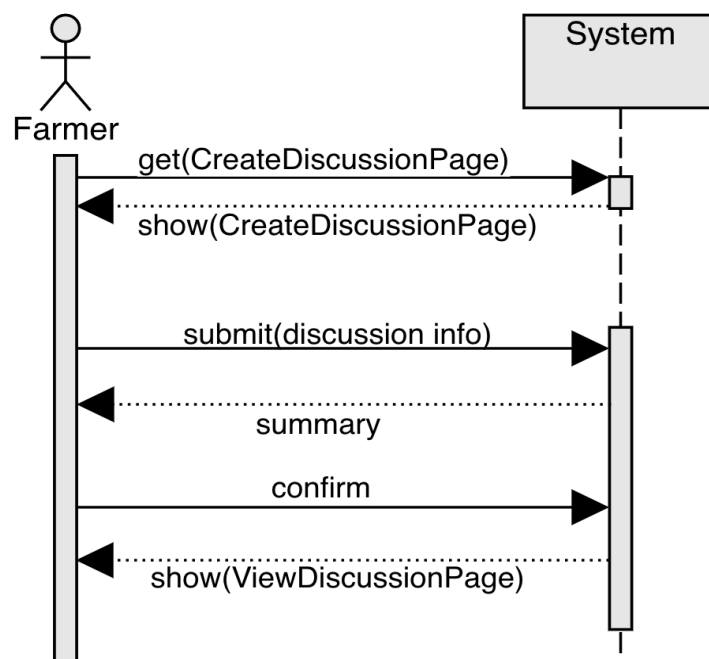 System
Farmer
get(CreateDiscussionPage)
show(CreateDiscussionPage)
submit(discussion info)
summary
confirm
show(ViewDiscussionPage)